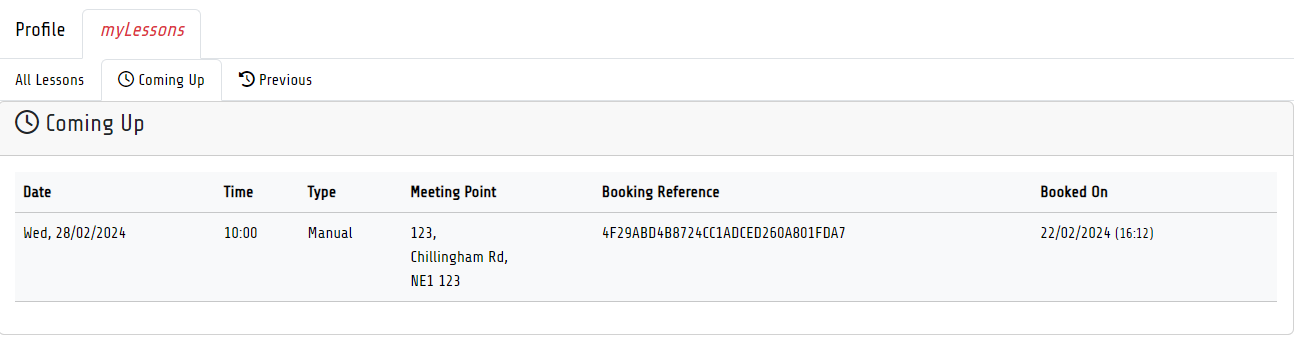 Profile myLessons
All Lessons Coming Up Previous
Coming Up
Date Time Type Meeting Point Booking Reference Booked On
Wed, 28/02/2024 10:00 Manual 123, 4F29ABD4B8724CC1ADCED260A801FDA7 22/02/2024 (16:12)
Chillingham Rd,
NE1 123